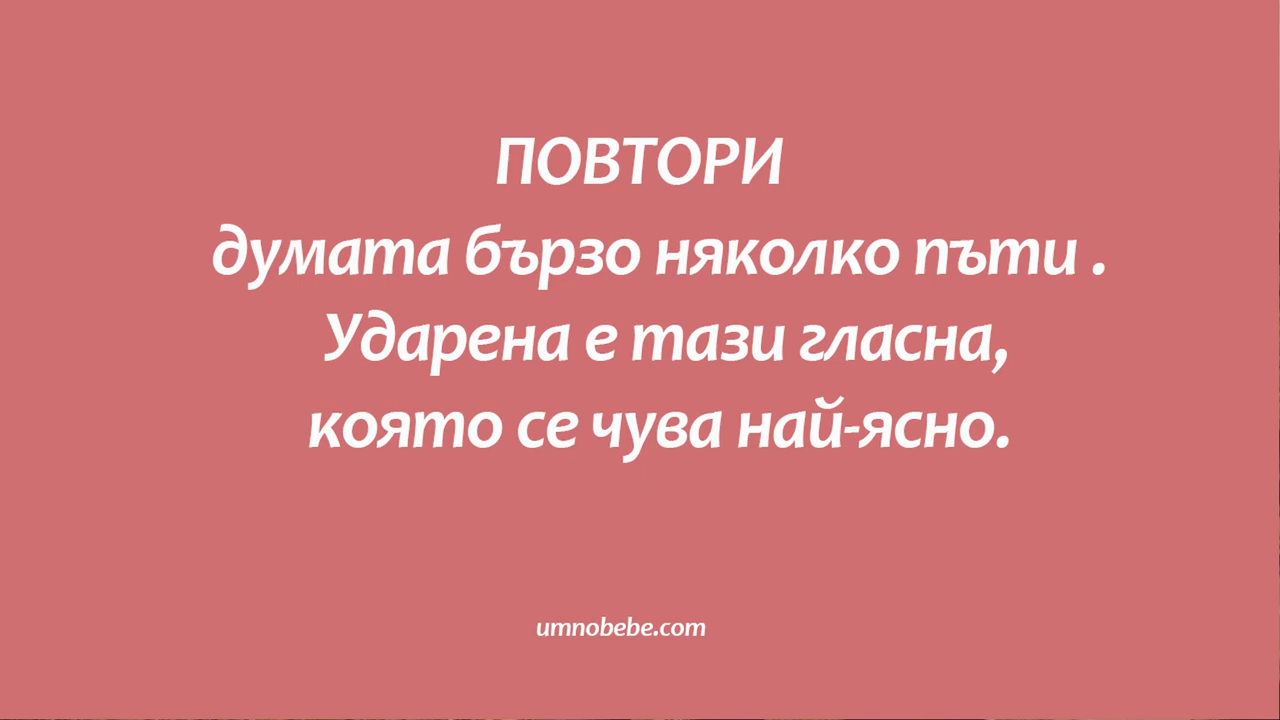 ПОВТОРИ
думата бързо няколко пъти .
Ударена е тази гласна,
която се чува най-ясно.
umnobebe.com